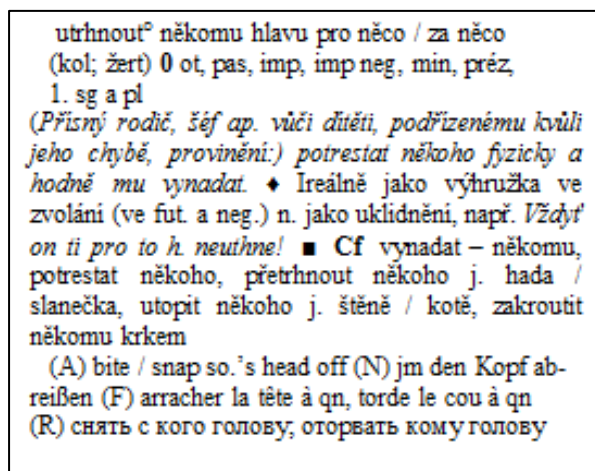 utrhnout° někomu hlavu pro něco / za něco
(kol; žert) 0 ot, pas, imp, imp neg, min, préz,
1. sg a pl
(Přísný rodič, šéf ap. vůči dítěti, podřízenému kvůli
jeho chybě, provinění:) potrestat někoho fyzicky a
hodně mu vynadat. ♦ Ireálně jako výhružka ve
zvolání (ve fut. a neg.) n. jako uklidnění, např. Vždyť
on ti pro to h. neuthne! ■ Cf vynadat – někomu,
potrestat někoho, přetrhnout někoho j. hada /
slanečka, utopit někoho j. štěně / kotě, zakroutit
někomu krkem
(A) bite / snap so.'s head off (N) jm den Kopf ab-
reißen (F) arracher la tête à qn, torde le cou à qn
(R) снять с кого голову; оторвать кому голову